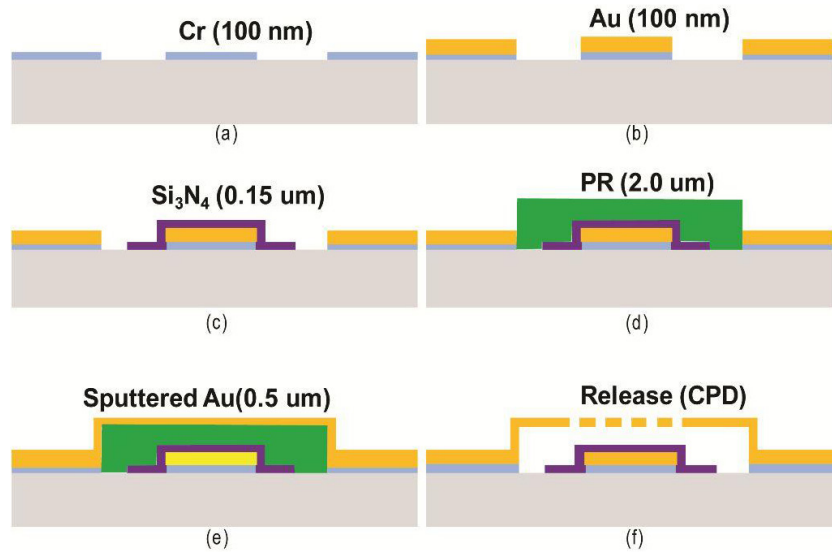 Cr (100 nm)
Au (100 nm)
(a)
(b)
Si₃N₄ (0.15 um)
PR (2.0 um)
(c)
(d)
Sputtered Au(0.5 um)
Release (CPD)
(e)
(f)